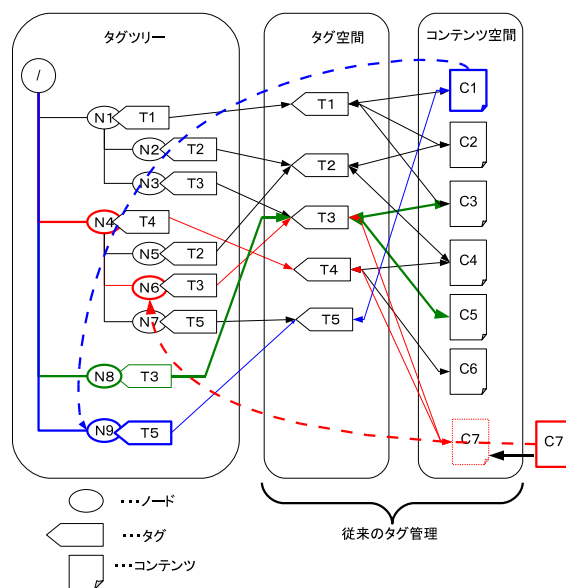 タグツリー
タグ空間
コンテンツ空間
/
N1 T1
N2 T2
N3 T3
N4 T4
N5 T2
N6 T3
N7 T5
N8 T3
N9 T5
T1
T2
T3
T4
T5
C1
C2
C3
C4
C5
C6
C7
C7
従来のタグ管理
・・・ノード
・・・タグ
・・・コンテンツ